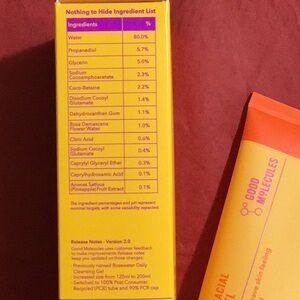 Nothing to Hide Ingredient List
Ingredients %
Water 80.0%
Propanediol 5.7%
Glycerin 5.0%
Sodium
Cocoamphoacetate 2.3%
Coco-Betaine 2.2%
Disodium Cocoyl
Glutamate 1.4%
Dehydroxanthan Gum 1.1%
Rosa Damascena
Flower Water 1.0%
Citric Acid 0.6%
Sodium Cocoyl
Glutamate 0.4%
Caprylyl Glyceryl Ether 0.3%
Caprylhydroxamic Acid 0.1%
Ananas Sativus
(Pineapple)Fruit Extract 0.1%
The ingredient percentages and pH represent
nominal targets, with some variability expected
Release Notes - Version 2.0
Good Molecules uses customer feedback
to make improvements. Release notes
keep you updated on those changes:
Previously named Rosewater Daily
Cleansing Gel
Increased size from 120ml to 200ml
Switched to 100% Post Consumer
Recycled (PCR) tube and 90% PCR cap
GOOD
MOLECULES
FACIAL